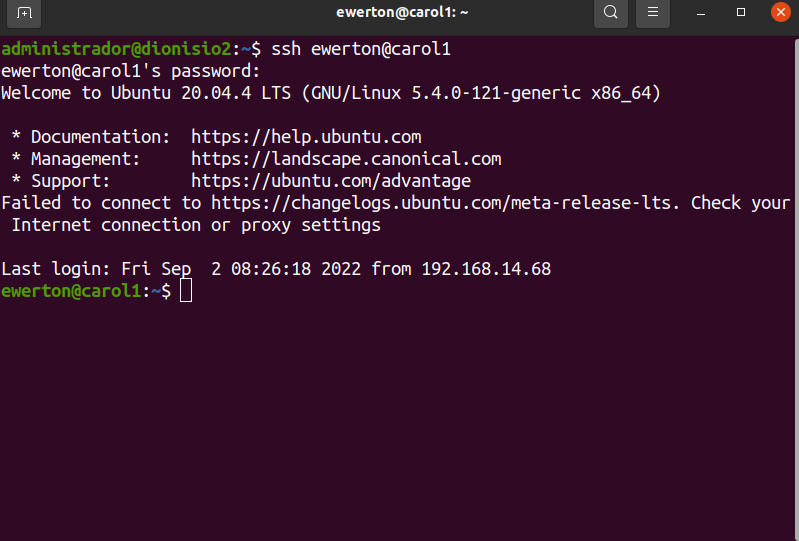 ewerton@carol1: ~
administrador@dionisio2:~$ ssh ewerton@carol1
ewerton@carol1's password:
Welcome to Ubuntu 20.04.4 LTS (GNU/Linux 5.4.0-121-generic x86_64)

 * Documentation:  https://help.ubuntu.com
 * Management:     https://landscape.canonical.com
 * Support:        https://ubuntu.com/advantage
Failed to connect to https://changelogs.ubuntu.com/meta-release-lts. Check your
 Internet connection or proxy settings

Last login: Fri Sep  2 08:26:18 2022 from 192.168.14.68
ewerton@carol1:~$